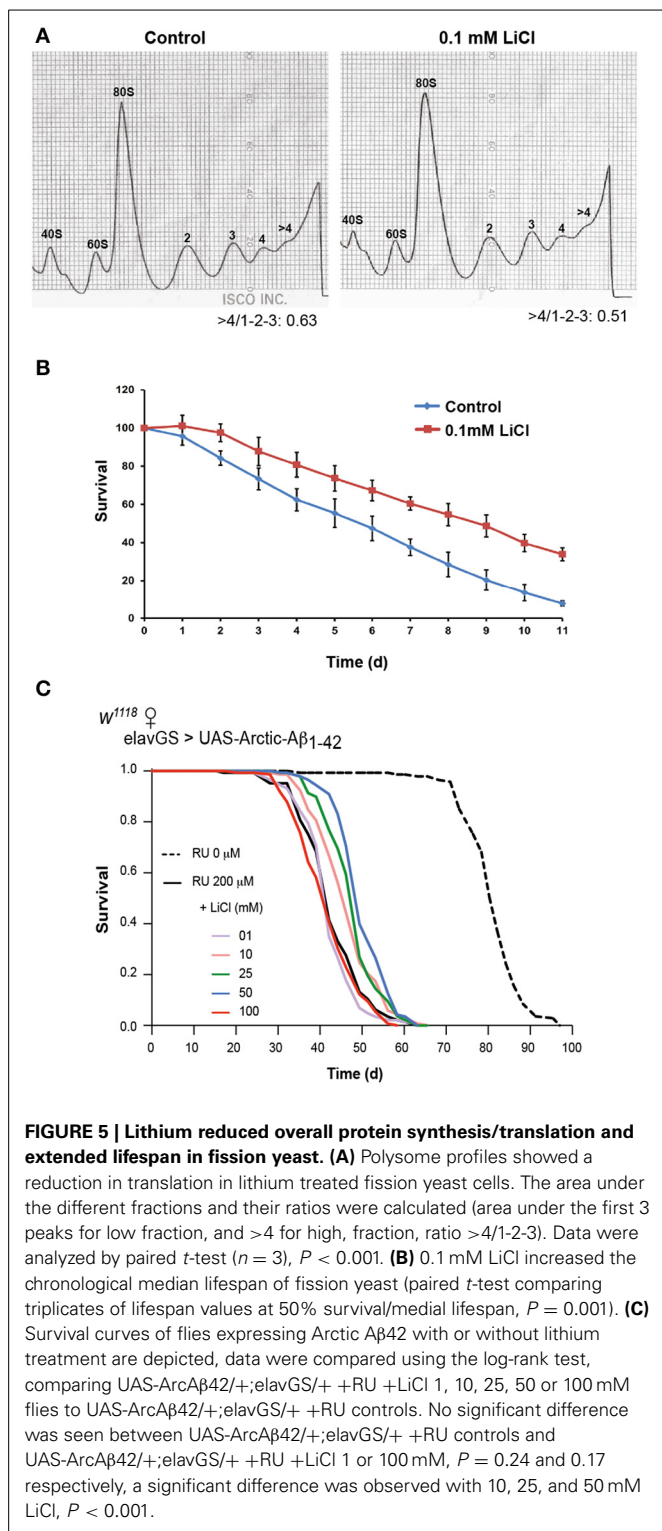 A
Control
0.1 mM LiCl
80S
40S
60S
2
3
4
>4
ISCO INC.
>4/1-2-3: 0.63
80S
40S
60S
2
3
4
>4
>4/1-2-3: 0.51
B
120
100
80
60
40
20
0
Survival
Control
0.1mM LiCl
0 1 2 3 4 5 6 7 8 9 10 11
Time (d)
C
W1118 ♀
elavGS > UAS-Arctic-Aβ1-42
1.0
0.8
0.6
0.4
0.2
0.0
Survival
RU 0 μM
RU 200 μM
+ LiCl (mM)
01
10
25
50
100
0 10 20 30 40 50 60 70 80 90 100
Time (d)
FIGURE 5 | Lithium reduced overall protein synthesis/translation and
extended lifespan in fission yeast. (A) Polysome profiles showed a
reduction in translation in lithium treated fission yeast cells. The area under
the different fractions and their ratios were calculated (area under the first 3
peaks for low fraction, and >4 for high, fraction, ratio >4/1-2-3). Data were
analyzed by paired t-test (n = 3), P < 0.001. (B) 0.1 mM LiCl increased the
chronological median lifespan of fission yeast (paired t-test comparing
triplicates of lifespan values at 50% survival/medial lifespan, P = 0.001). (C)
Survival curves of flies expressing Arctic Aβ42 with or without lithium
treatment are depicted, data were compared using the log-rank test,
comparing UAS-ArcAβ42/+;elavGS/+ +RU +LiCl 1, 10, 25, 50 or 100 mM
flies to UAS-ArcAβ42/+;elavGS/+ +RU controls. No significant difference
was seen between UAS-ArcAβ42/+;elavGS/+ +RU controls and
UAS-ArcAβ42/+;elavGS/+ +RU +LiCl 1 or 100 mM, P = 0.24 and 0.17
respectively, a significant difference was observed with 10, 25, and 50 mM
LiCl, P < 0.001.